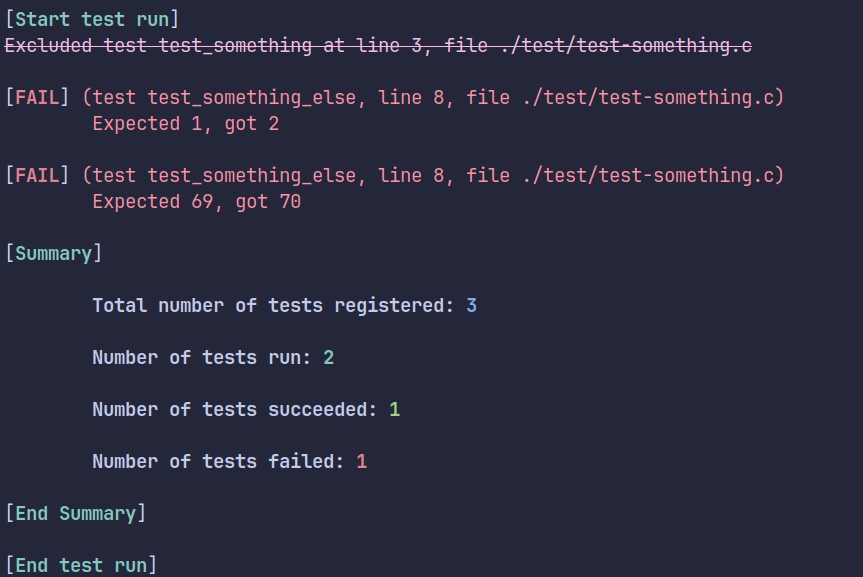 [Start test run]
Excluded test test_something at line 3, file ./test/test-something.c
[FAIL] (test test_something_else, line 8, file ./test/test-something.c)
Expected 1, got 2
[FAIL] (test test_something_else, line 8, file ./test/test-something.c)
Expected 69, got 70
[Summary]
Total number of tests registered: 3
Number of tests run: 2
Number of tests succeeded: 1
Number of tests failed: 1
[End Summary]
[End test run]